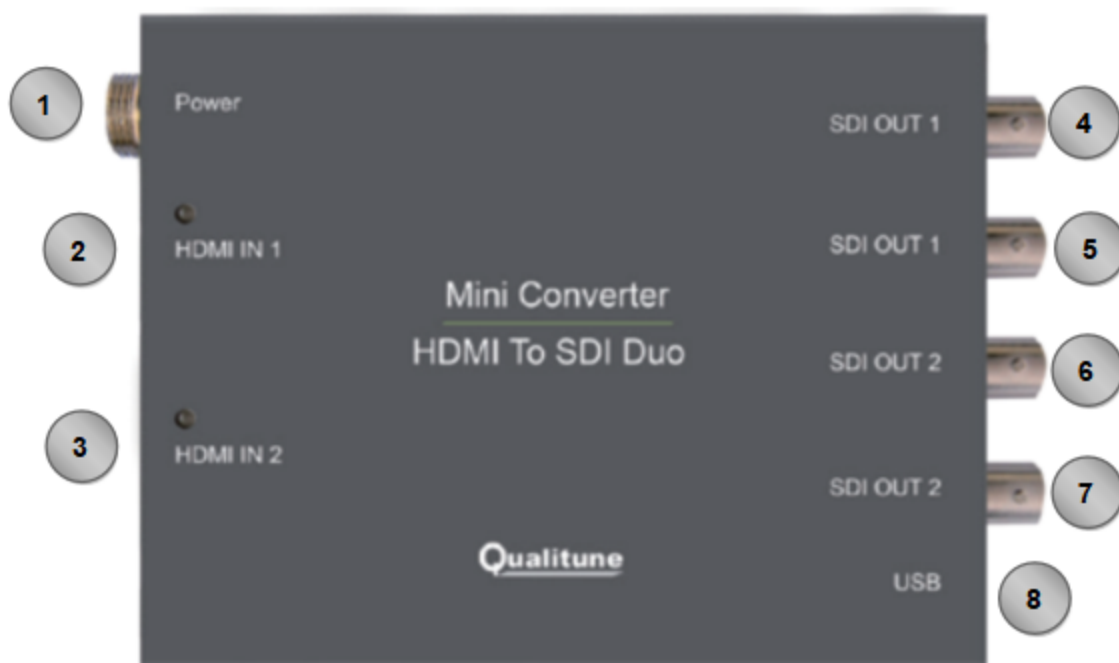 1
Power
SDI OUT 1
4
2
HDMI IN 1
SDI OUT 1
5
Mini Converter
HDMI To SDI Duo
SDI OUT 2
6
3
HDMI IN 2
SDI OUT 2
7
Qualitune
USB
8